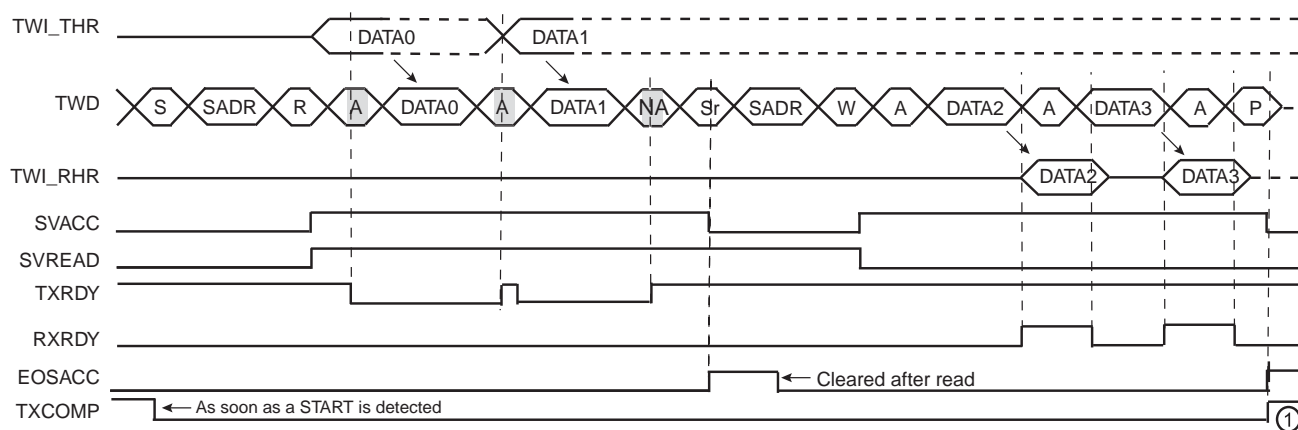 TWI_THR DATA0 DATA1
TWD S SADR R A DATA0 A DATA1 NA Sr SADR W A DATA2 A DATA3 A P
TWI_RHR DATA2 DATA3
SVACC
SVREAD
TXRDY
RXRDY
EOSACC Cleared after read
TXCOMP As soon as a START is detected 1